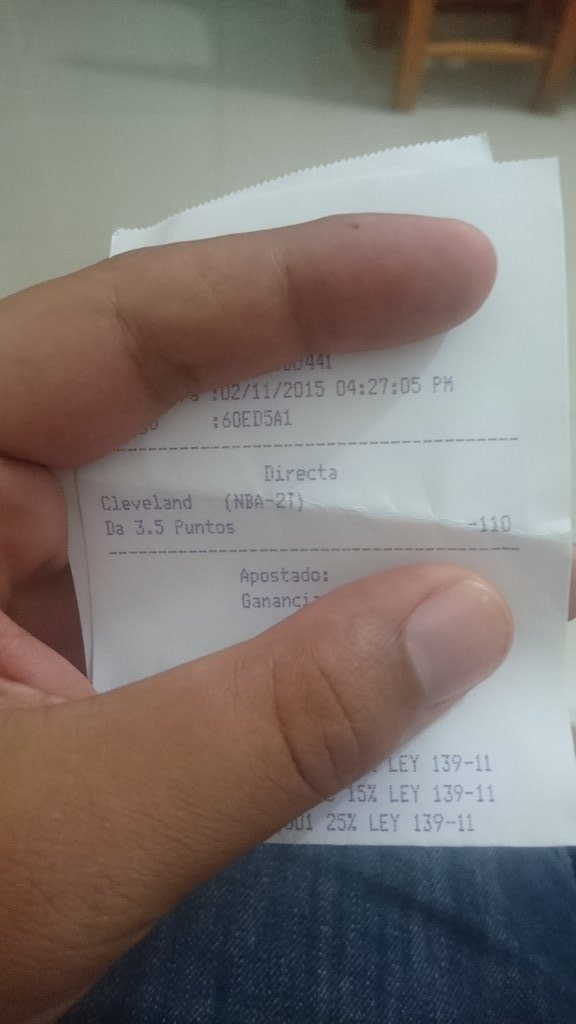 :02/11/2015 04:27:05 PM
:60ED5A1
Directa
Cleveland (NBA-2T)
Da 3.5 Puntos -110
Apostado:
LEY 139-11
15% LEY 139-11
25% LEY 139-11